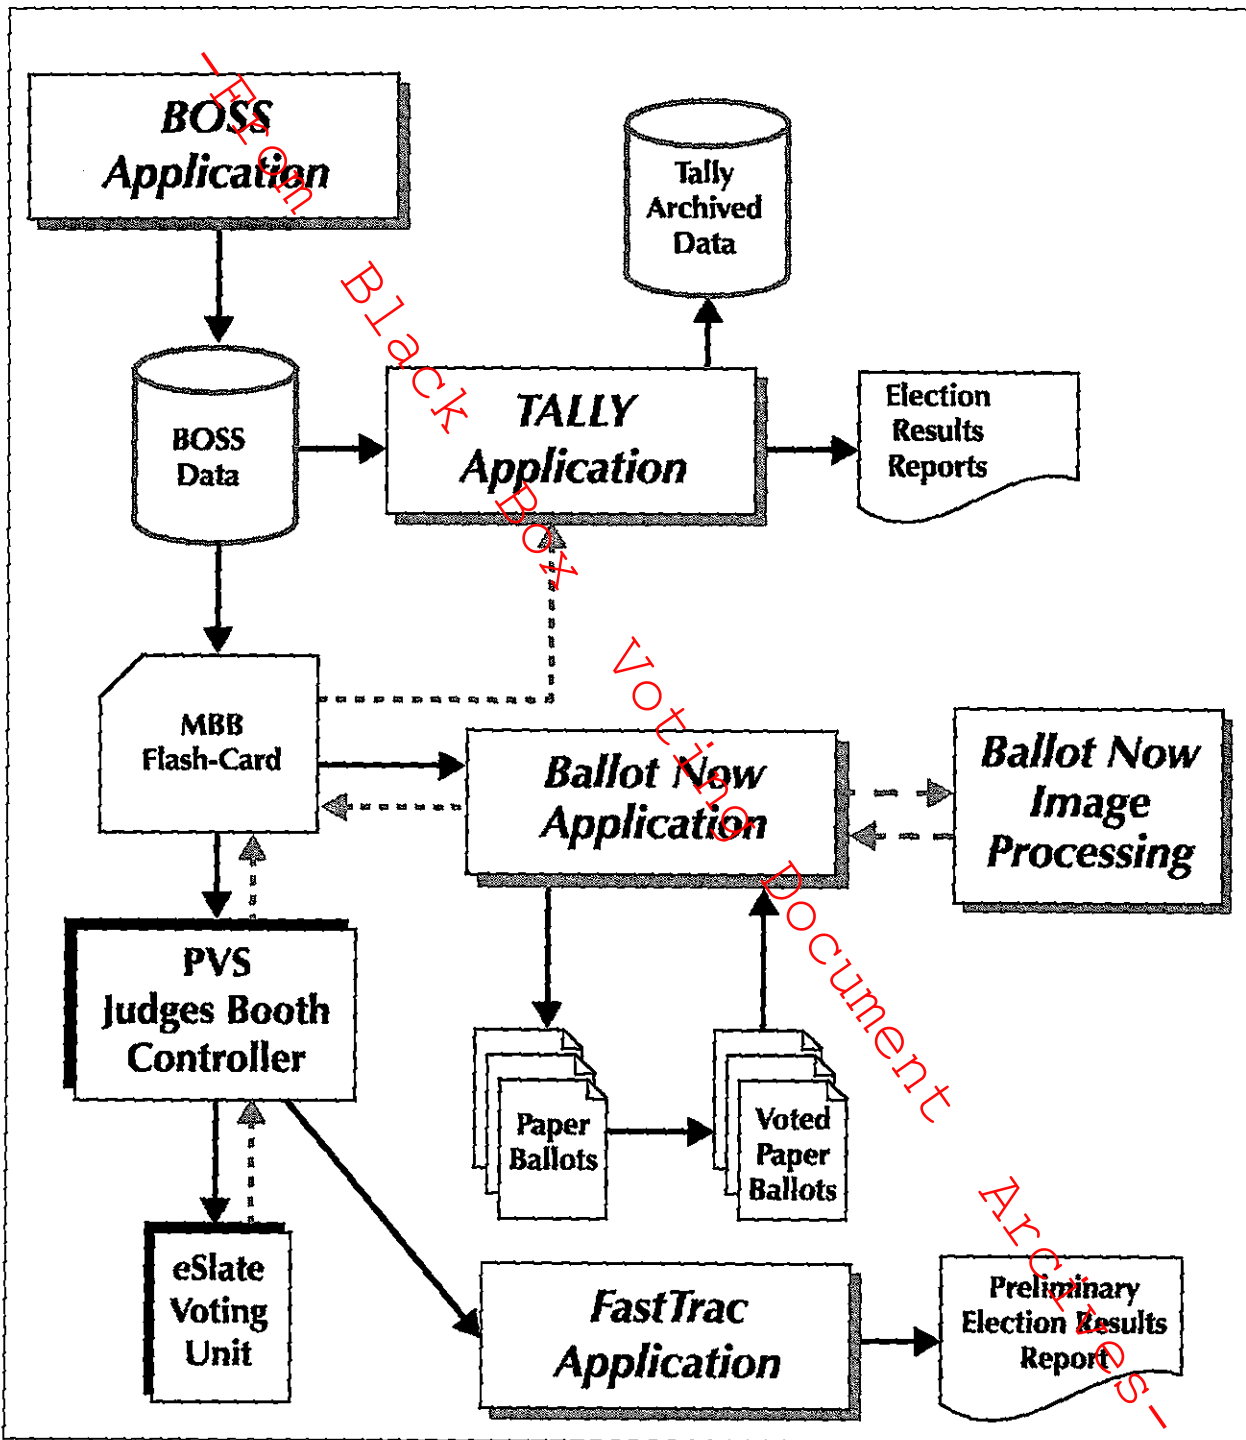 BOSS
Application
Tally
Archived
Data
BOSS
Data
TALLY
Application
Election
Results
Reports
MBB
Flash-Card
Ballot Now
Application
Ballot Now
Image
Processing
PVS
Judges Booth
Controller
Paper
Ballots
Voted
Paper
Ballots
eSlate
Voting
Unit
FastTrac
Application
Preliminary
Election Results
Report
-From Black Box Voting Document Arcives-